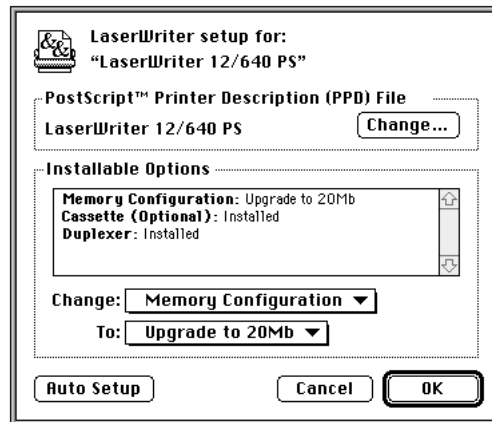 LaserWriter setup for:
“LaserWriter 12/640 PS”
PostScript™ Printer Description (PPD) File
LaserWriter 12/640 PS
Change...
Installable Options
Memory Configuration: Upgrade to 20Mb
Cassette (Optional): Installed
Duplexer: Installed
Change: Memory Configuration
To: Upgrade to 20Mb
Auto Setup Cancel OK